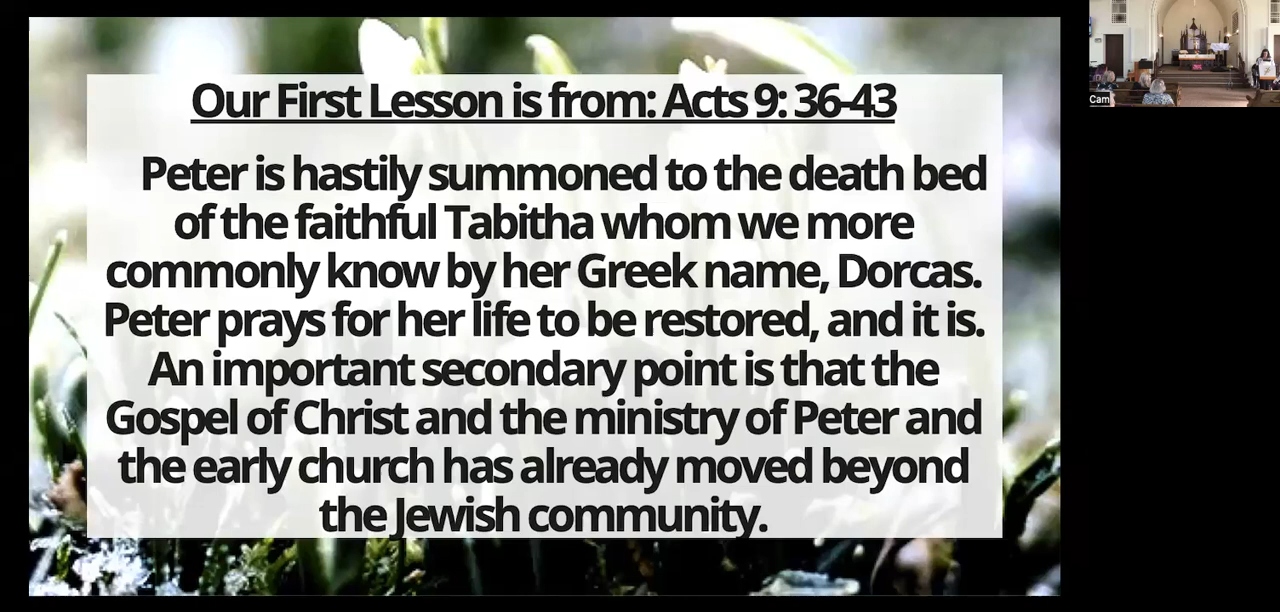 Our First Lesson is from: Acts 9: 36-43
Peter is hastily summoned to the death bed
of the faithful Tabitha whom we more
commonly know by her Greek name, Dorcas.
Peter prays for her life to be restored, and it is.
An important secondary point is that the
Gospel of Christ and the ministry of Peter and
the early church has already moved beyond
the Jewish community.
Cam